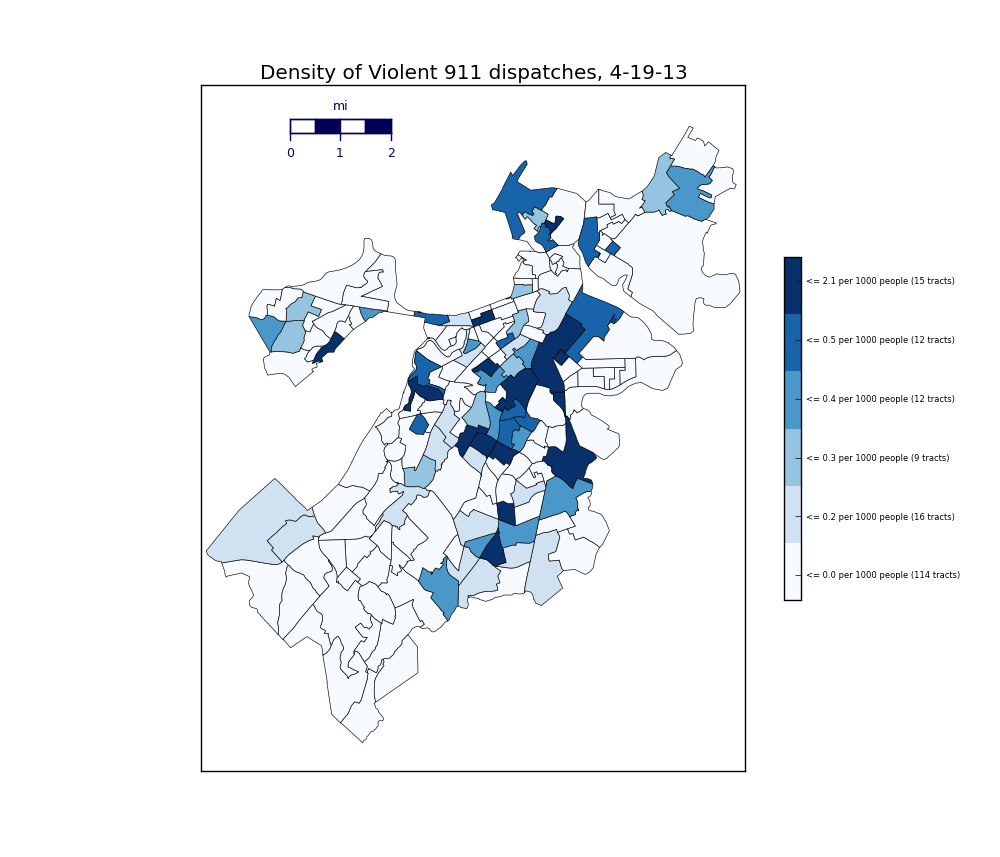 Density of Violent 911 dispatches, 4-19-13
mi
0 1 2
<= 2.1 per 1000 people (15 tracts)
<= 0.5 per 1000 people (12 tracts)
<= 0.4 per 1000 people (12 tracts)
<= 0.3 per 1000 people (9 tracts)
<= 0.2 per 1000 people (16 tracts)
<= 0.0 per 1000 people (114 tracts)